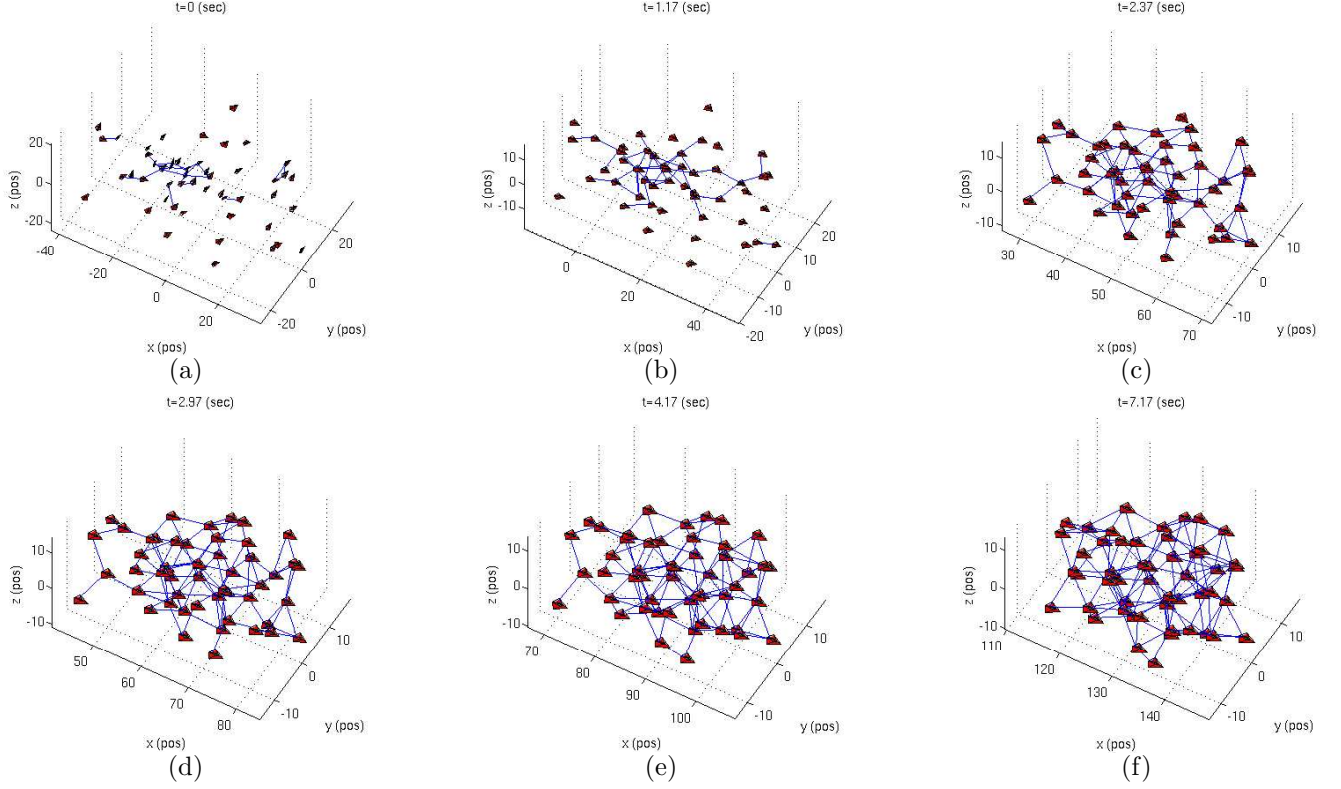 t=0 (sec)
t=1.17 (sec)
t=2.37 (sec)
20
0
-20
z (pos)
-40
-20
0
20
x (pos)
-20
0
20
y (pos)
(a)
10
0
-10
z (pos)
0
20
40
x (pos)
-20
-10
0
10
20
y (pos)
(b)
10
0
-10
z (pos)
30
40
50
60
70
x (pos)
-10
0
10
y (pos)
(c)
t=2.97 (sec)
t=4.17 (sec)
t=7.17 (sec)
10
0
-10
z (pos)
50
60
70
80
x (pos)
-10
0
10
y (pos)
(d)
10
0
-10
z (pos)
70
80
90
100
x (pos)
-10
0
10
y (pos)
(e)
10
0
-10
z (pos)
110
120
130
140
x (pos)
-10
0
10
y (pos)
(f)